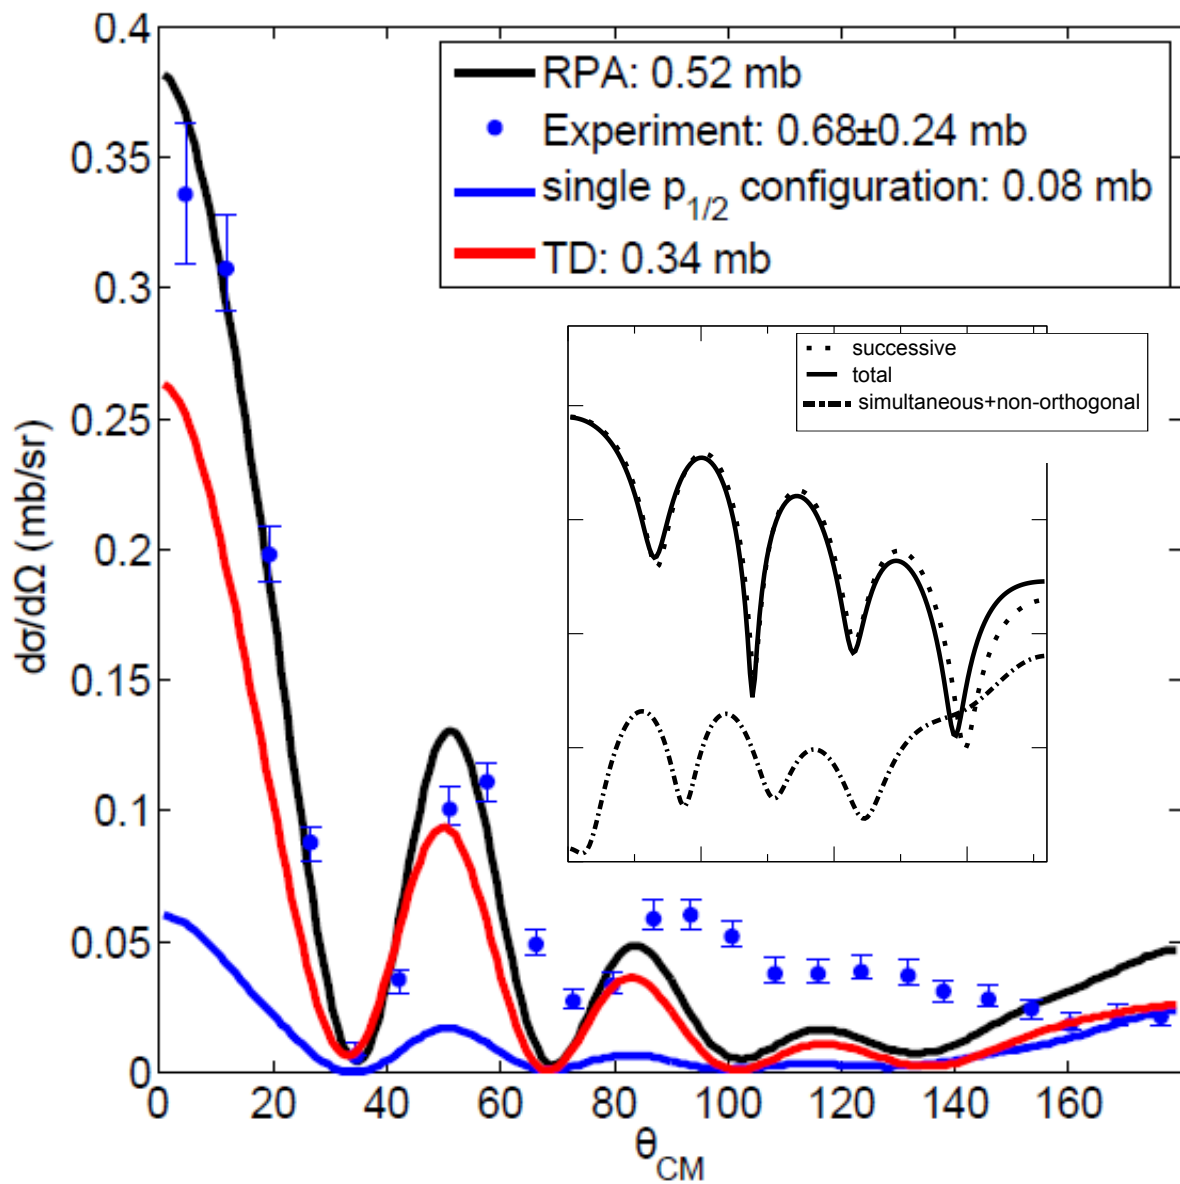 0.4
0.35
0.3
0.25
0.2
0.15
0.1
0.05
0
dσ/dΩ (mb/sr)
RPA: 0.52 mb
Experiment: 0.68±0.24 mb
single p1/2 configuration: 0.08 mb
TD: 0.34 mb
successive
total
simultaneous+non-orthogonal
0 20 40 60 80 100 120 140 160
θCM